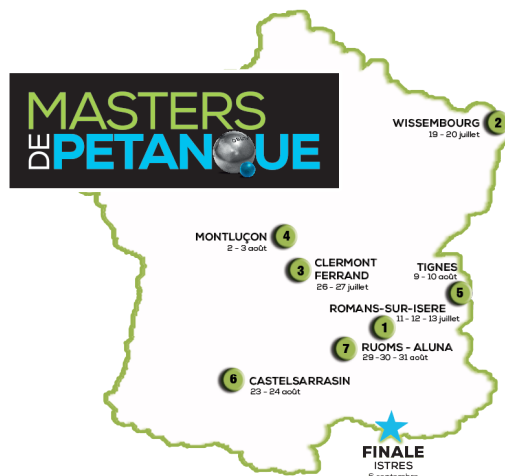 MASTERS
DE PETANQUE
WISSEMBOURG 2
19 - 20 juillet
MONTLUÇON 4
2 - 3 août
3 CLERMONT
FERRAND
26 - 27 juillet
TIGNES
9 - 10 août
5
ROMANS-SUR-ISERE
11 - 12 - 13 juillet
1
7 RUOMS - ALUNA
29 -30 - 31 août
6 CASTELSARRASIN
23 - 24 août
FINALE
ISTRES